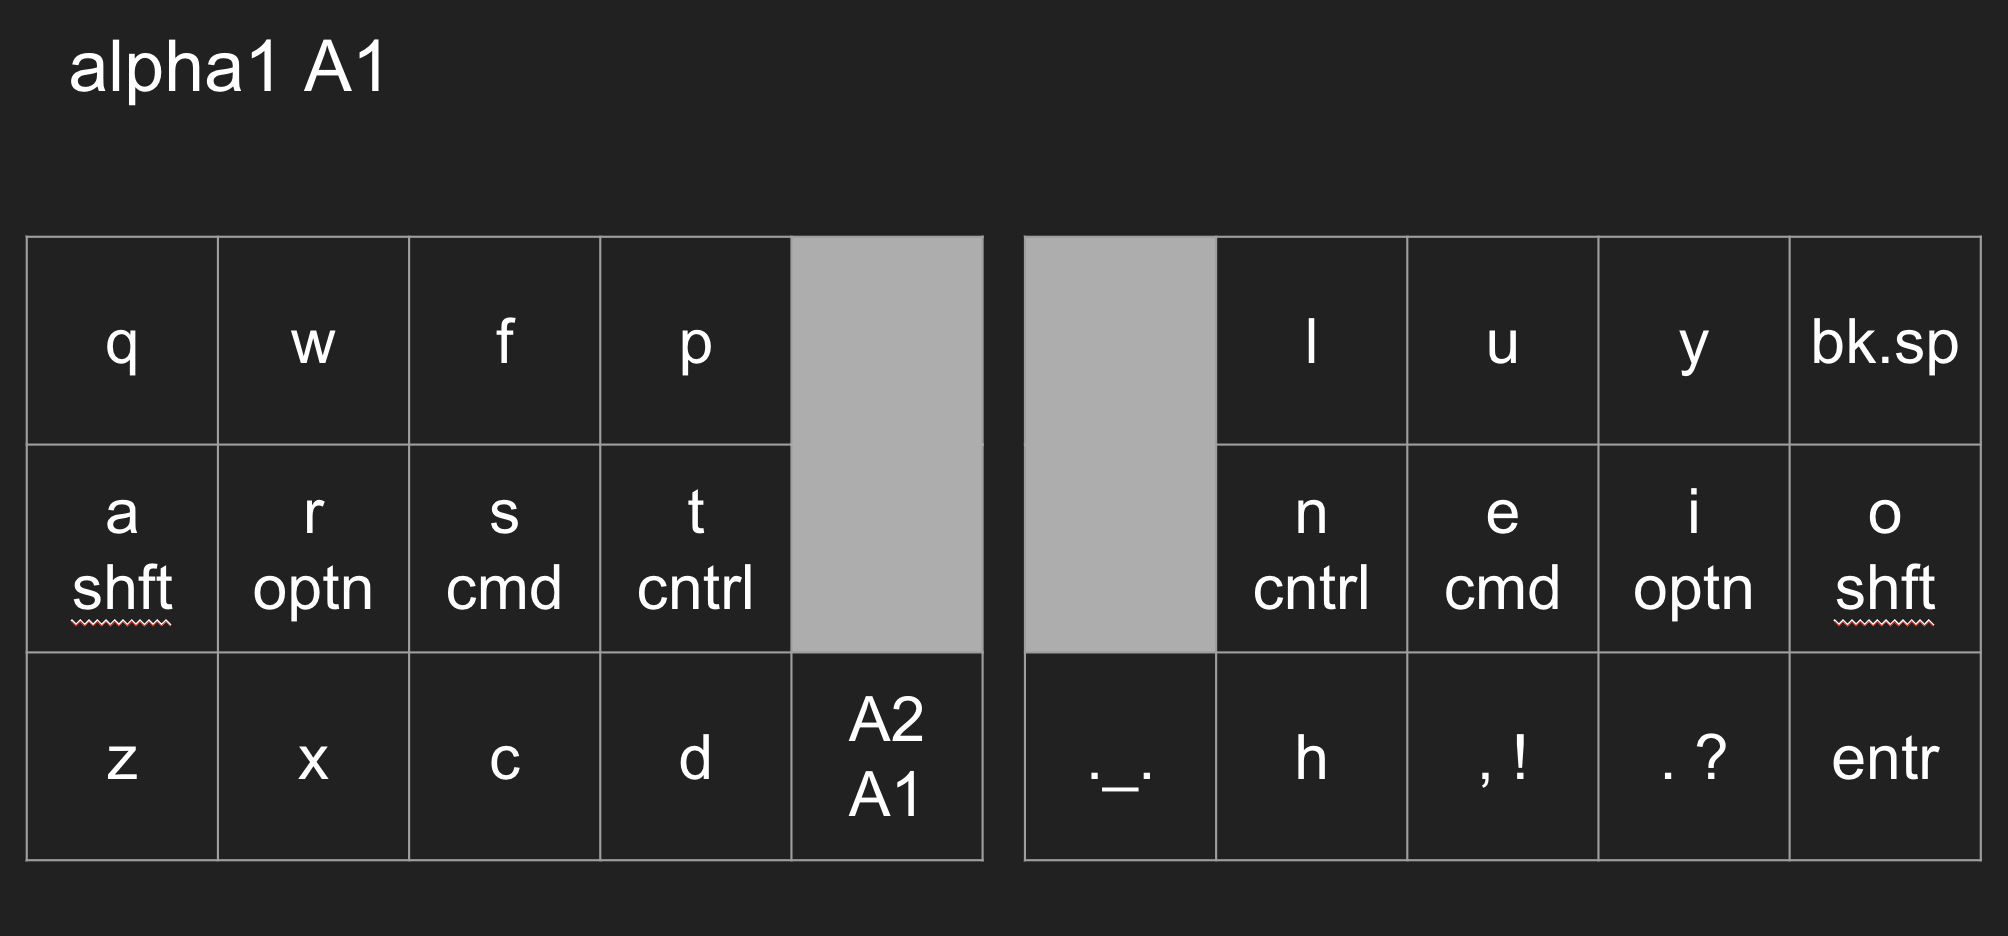 alpha1 A1
q w f p l u y bk.sp
a r s t n e i o
shft optn cmd cntrl cntrl cmd optn shft
z x c d A2 ._. h , ! . ? entr
A1